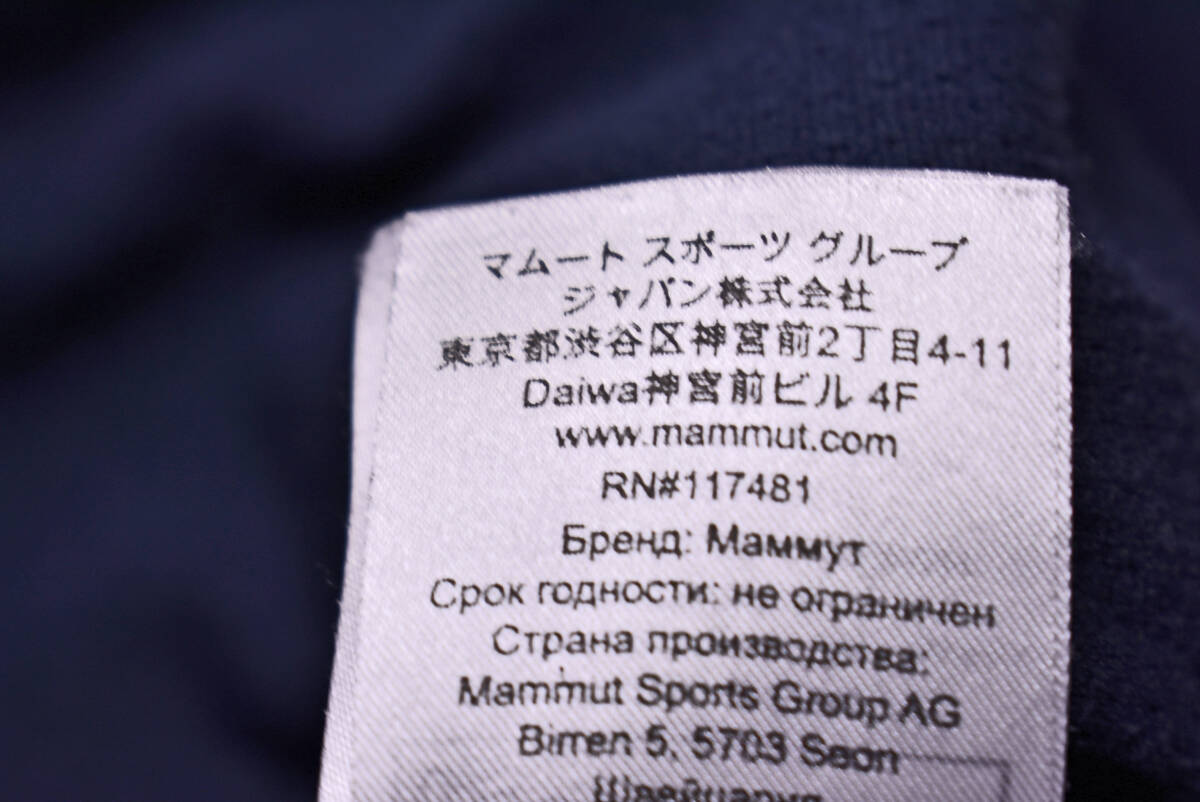 マムート スポーツ グループ
ジャパン株式会社
東京都渋谷区神宮前2丁目4-11
Daiwa神宮前ビル 4F
www.mammut.com
RN#117481
Бренд: Маммут
Срок годности: не ограничен
Страна производства:
Mammut Sports Group AG
Birren 5, 5703 Seon
Швейцария